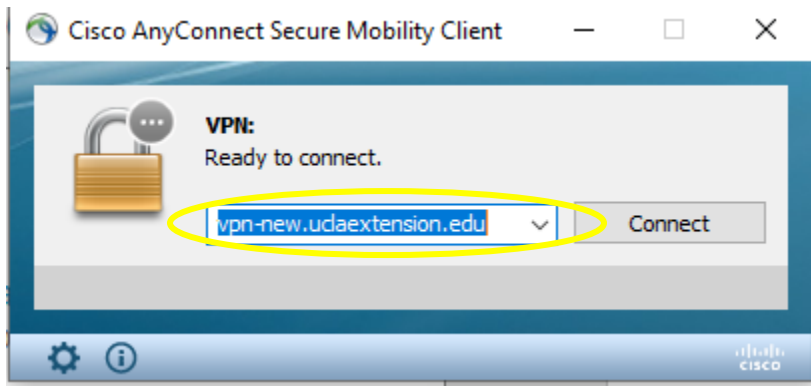 Cisco AnyConnect Secure Mobility Client
VPN:
Ready to connect.
vpn-new.uclaextension.edu
Connect
cisco